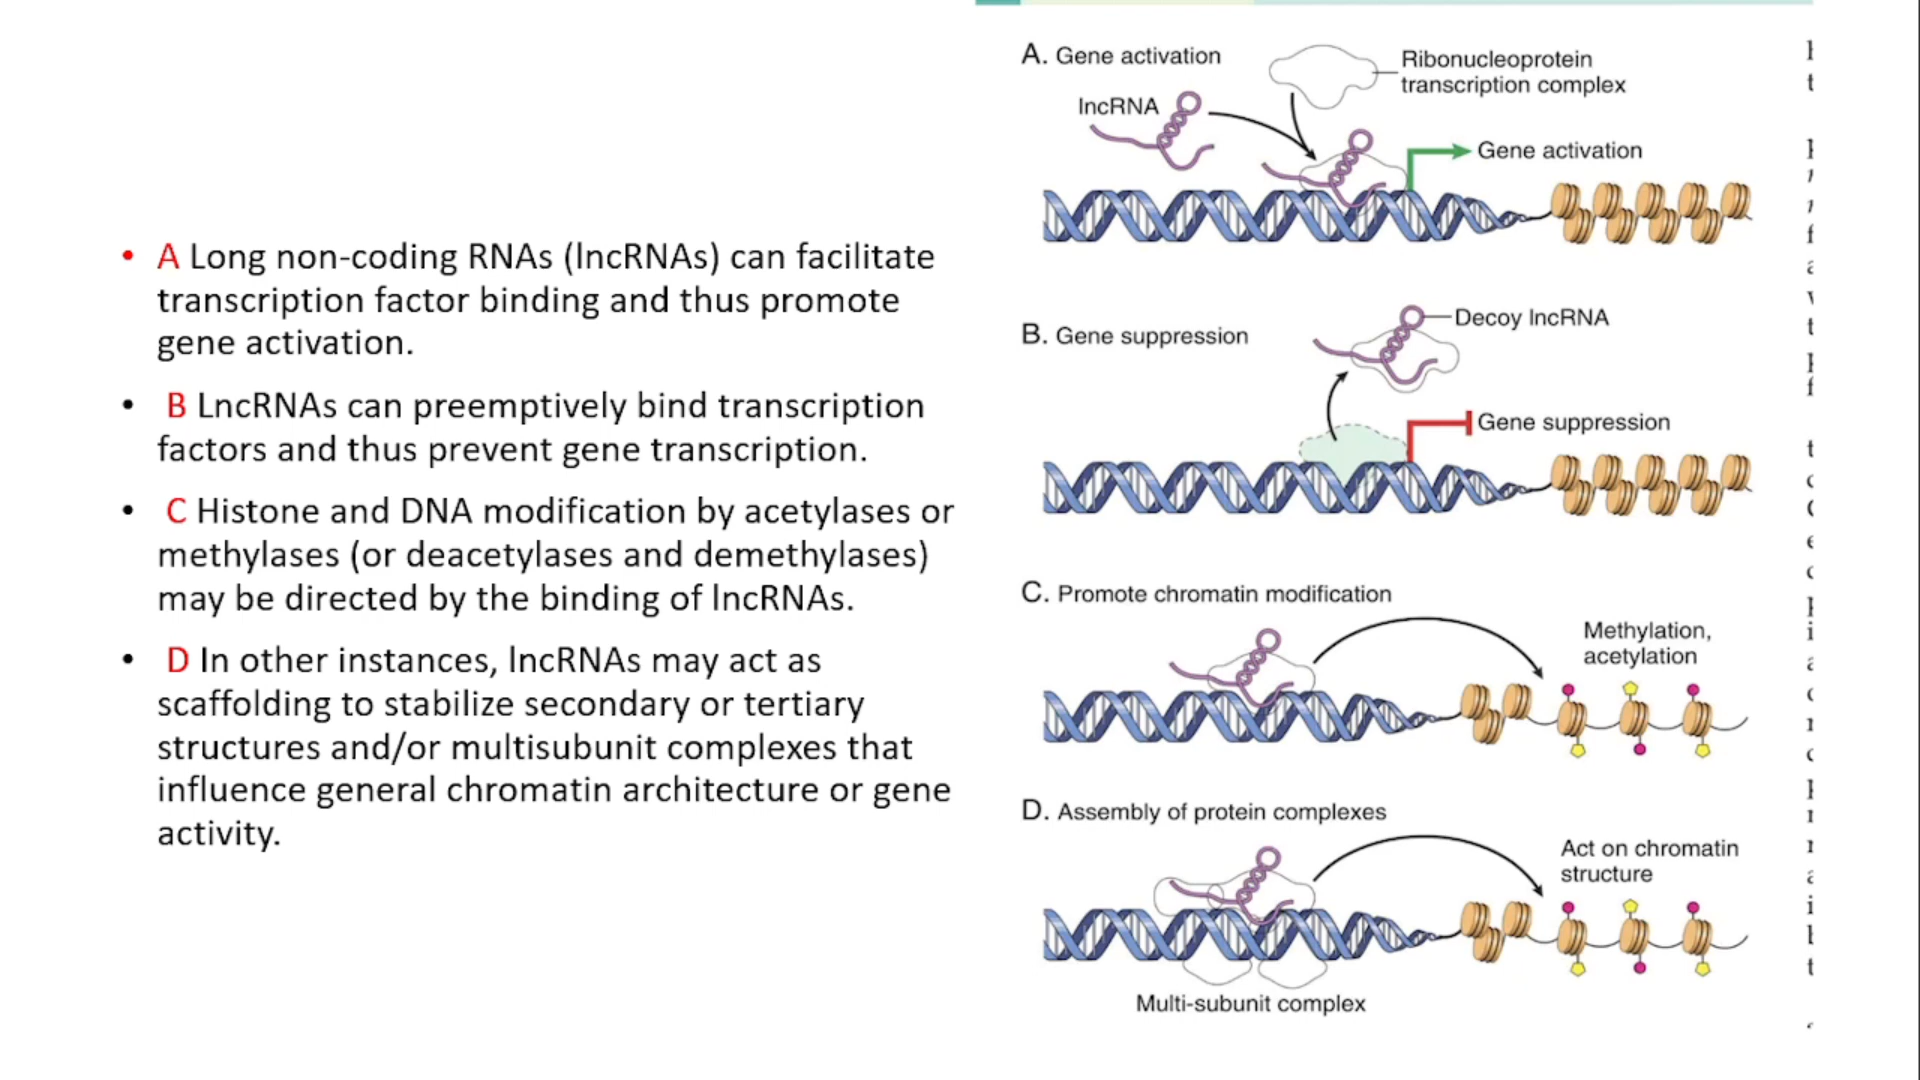 • A Long non-coding RNAs (lncRNAs) can facilitate
transcription factor binding and thus promote
gene activation.
• B LncRNAs can preemptively bind transcription
factors and thus prevent gene transcription.
• C Histone and DNA modification by acetylases or
methylases (or deacetylases and demethylases)
may be directed by the binding of lncRNAs.
• D In other instances, lncRNAs may act as
scaffolding to stabilize secondary or tertiary
structures and/or multisubunit complexes that
influence general chromatin architecture or gene
activity.
A. Gene activation
Ribonucleoprotein
transcription complex
lncRNA
Gene activation
B. Gene suppression
Decoy lncRNA
Gene suppression
C. Promote chromatin modification
Methylation,
acetylation
D. Assembly of protein complexes
Act on chromatin
structure
Multi-subunit complex